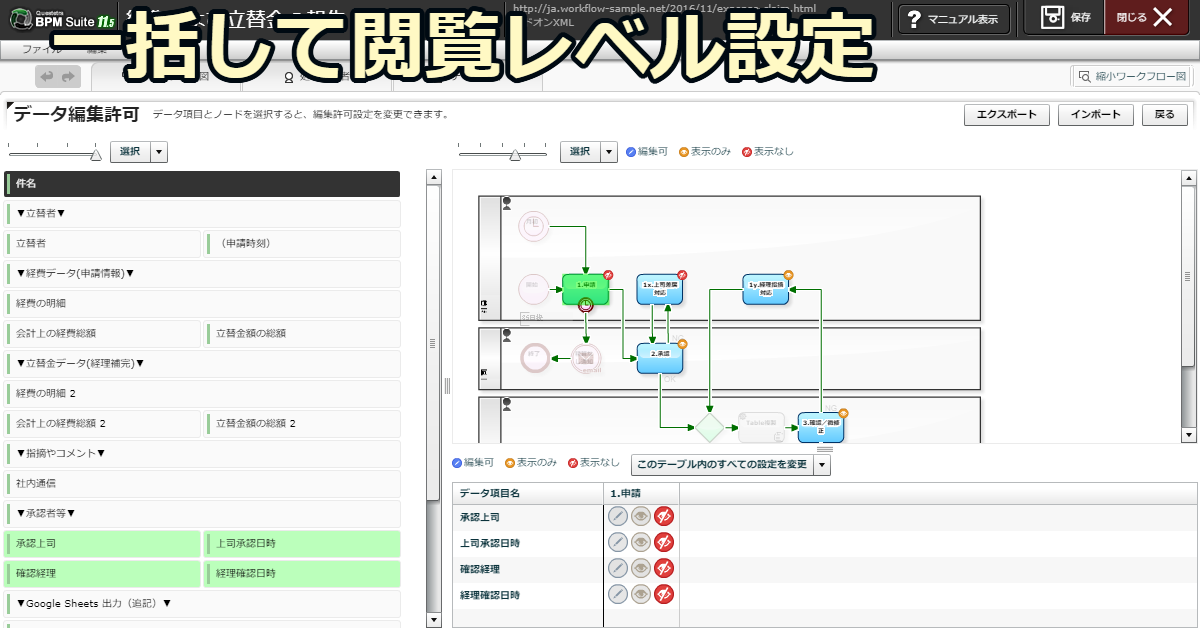 Questetra
BPM Suite 11.5
http://ja.workflow-sample.net/2016/11/expense-claim.html
ドオンXML
? マニュアル表示
保存
閉じる
一括して閲覧レベル設定
ファイル
縮小ワークフロー図
データ編集許可 データ項目とノードを選択すると、編集許可設定を変更できます。
エクスポート インポート 戻る
選択
選択 編集可 表示のみ 表示なし
件名
▼立替者▼
立替者 （申請時刻）
▼経費データ(申請情報)▼
経費の明細
会計上の経費総額 立替金額の総額
▼立替金データ(経理補完)▼
経費の明細 2
会計上の経費総額 2 立替金額の総額 2
▼指摘やコメント▼
社内通信
▼承認者等▼
承認上司 上司承認日時
確認経理 経理確認日時
▼Google Sheets 出力（追記）▼
1.申請
1x.上司差戻
対応
1y.経理指摘
対応
終了
email
2.承認
NG
OK
Table複製
NG
3.確認／微修
正
編集可 表示のみ 表示なし このテーブル内のすべての設定を変更
データ項目名 1.申請
承認上司
上司承認日時
確認経理
経理確認日時